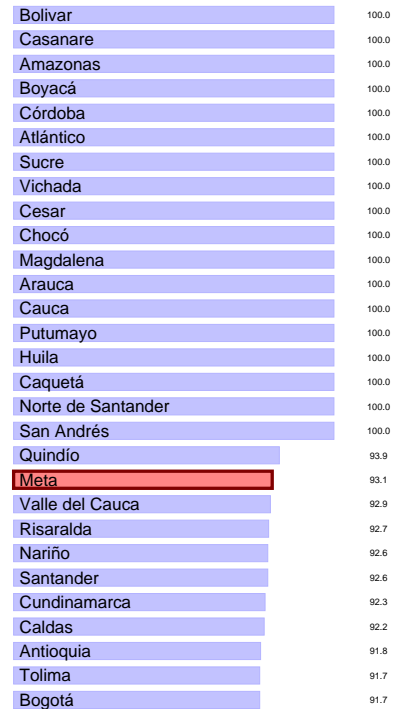 Bolivar 100.0
Casanare 100.0
Amazonas 100.0
Boyacá 100.0
Córdoba 100.0
Atlántico 100.0
Sucre 100.0
Vichada 100.0
Cesar 100.0
Chocó 100.0
Magdalena 100.0
Arauca 100.0
Cauca 100.0
Putumayo 100.0
Huila 100.0
Caquetá 100.0
Norte de Santander 100.0
San Andrés 100.0
Quindío 93.9
Meta 93.1
Valle del Cauca 92.9
Risaralda 92.7
Nariño 92.6
Santander 92.6
Cundinamarca 92.3
Caldas 92.2
Antioquia 91.8
Tolima 91.7
Bogotá 91.7